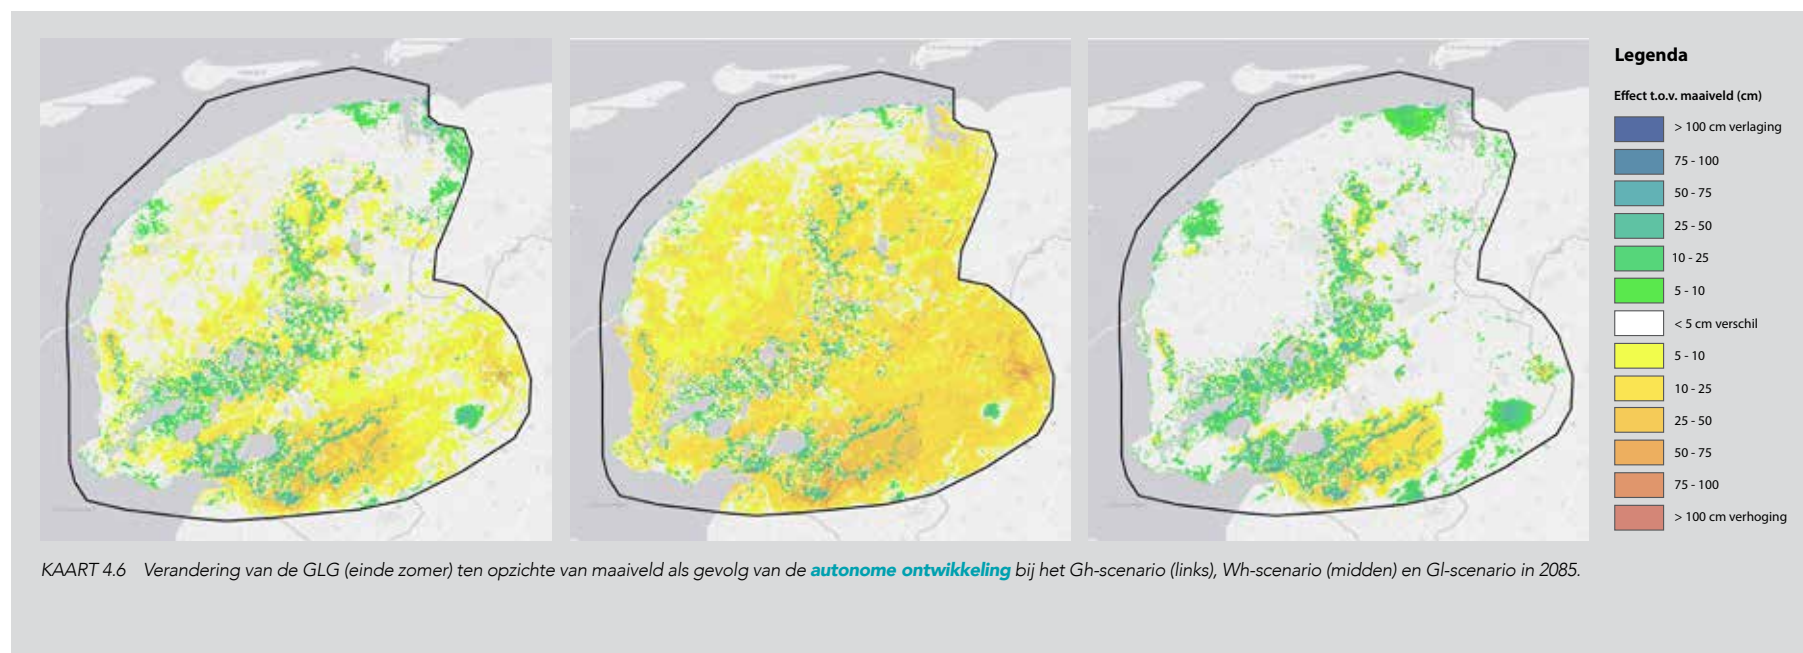 Legenda
Effect t.o.v. maaiveld (cm)
> 100 cm verlaging
75 - 100
50 - 75
25 - 50
10 - 25
5 - 10
< 5 cm verschil
5 - 10
10 - 25
25 - 50
50 - 75
75 - 100
> 100 cm verhoging
KAART 4.6 Verandering van de GLG (einde zomer) ten opzichte van maaiveld als gevolg van de autonome ontwikkeling bij het Gh-scenario (links), Wh-scenario (midden) en Gl-scenario in 2085.